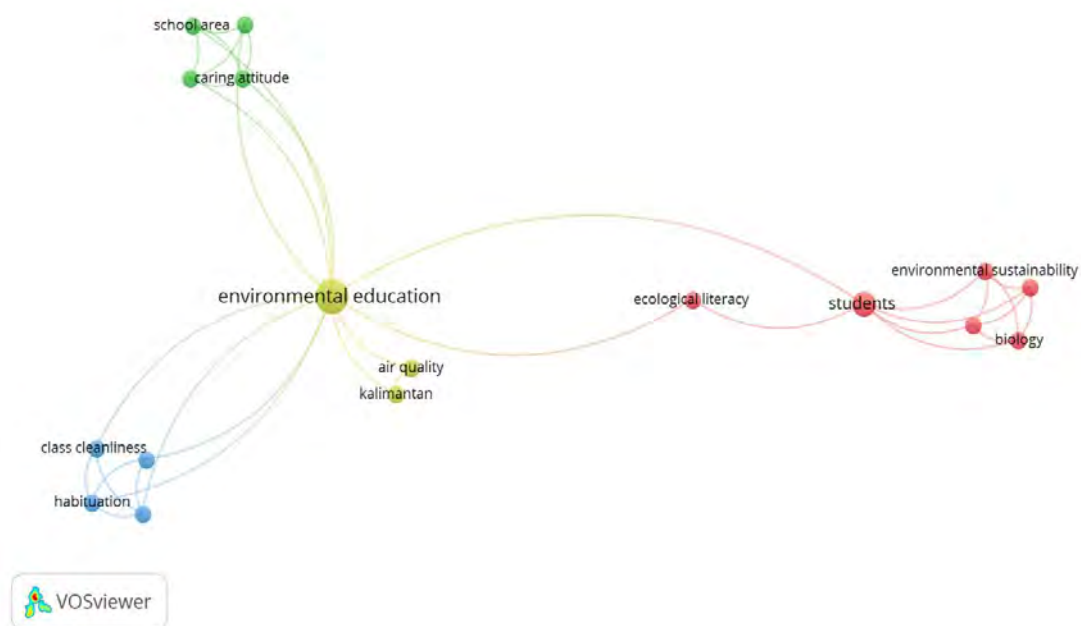 school area
caring attitude
environmental sustainability
environmental education
ecological literacy
students
biology
air quality
kalimantan
class cleanliness
habituation
VOSviewer